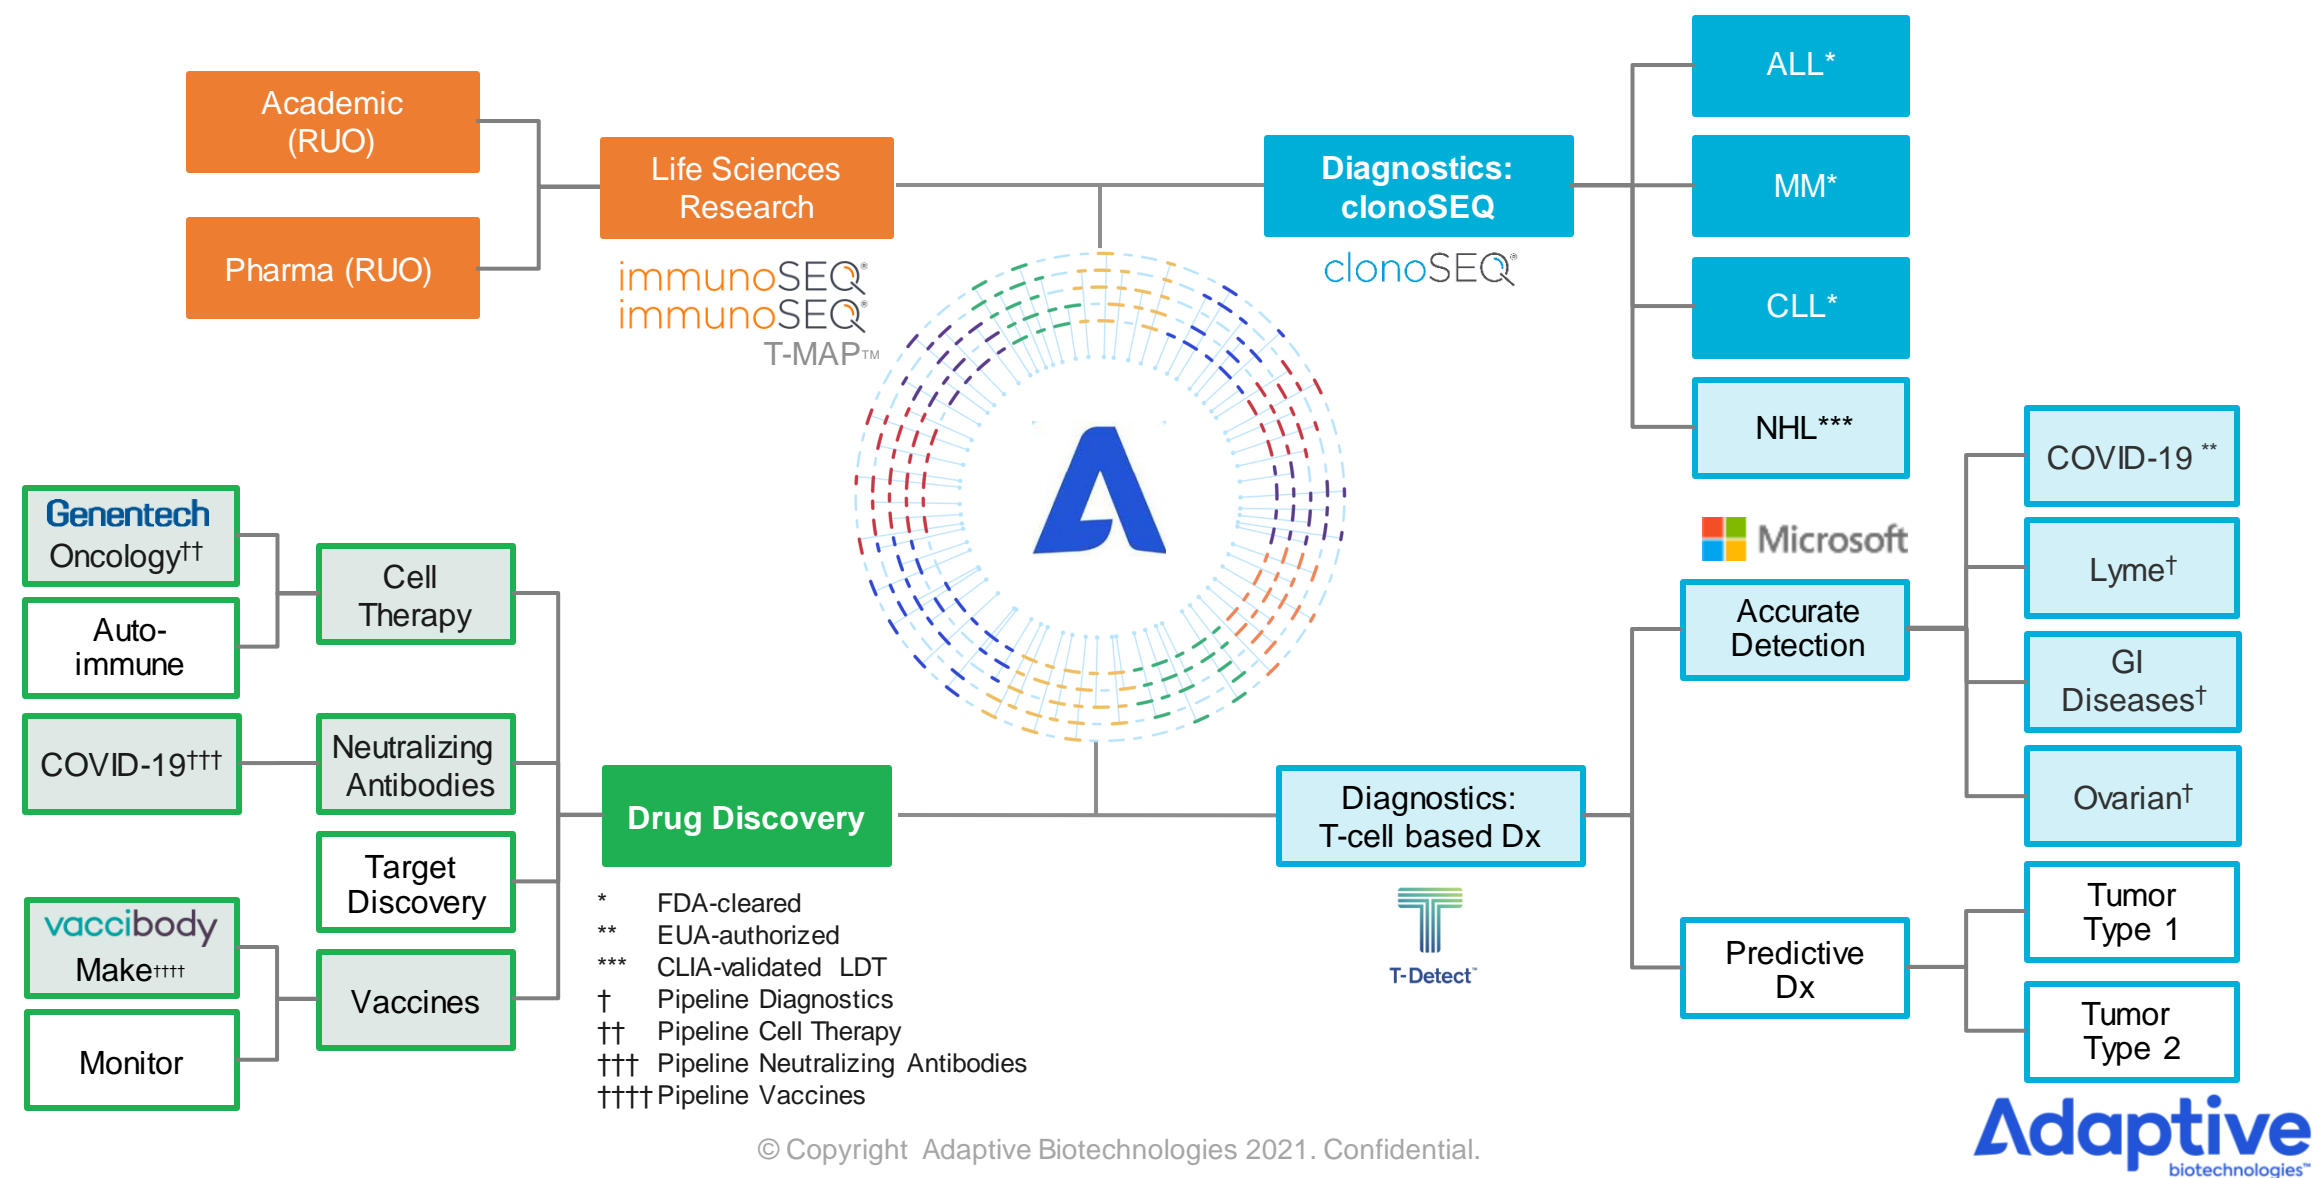 Academic
(RUO)
Pharma (RUO)
Life Sciences
Research
immunoSEQ®
immunoSEQ®
T-MAP™
Diagnostics:
clonoSEQ
clonoSEQ®
ALL*
MM*
CLL*
NHL***
Genentech
Oncology††
Auto-
immune
Cell
Therapy
COVID-19†††
Neutralizing
Antibodies
Target
Discovery
vaccibody
Make††††
Monitor
Vaccines
Drug Discovery
* FDA-cleared
** EUA-authorized
*** CLIA-validated LDT
† Pipeline Diagnostics
†† Pipeline Cell Therapy
††† Pipeline Neutralizing Antibodies
†††† Pipeline Vaccines
Diagnostics:
T-cell based Dx
T-Detect™
Microsoft
Accurate
Detection
COVID-19 **
Lyme†
GI
Diseases†
Ovarian†
Predictive
Dx
Tumor
Type 1
Tumor
Type 2
© Copyright Adaptive Biotechnologies 2021. Confidential.
Adaptive
biotechnologies™